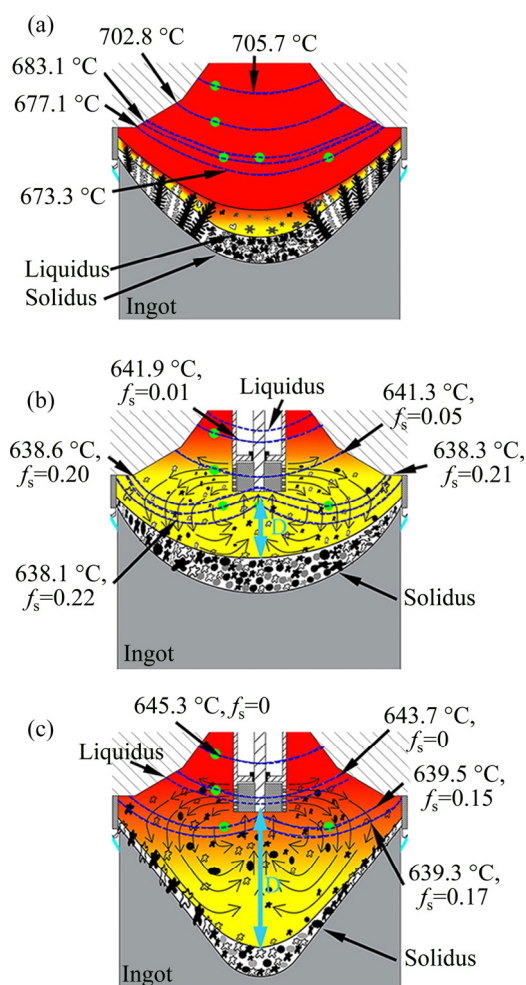 (a)
702.8 °C
705.7 °C
683.1 °C
677.1 °C
673.3 °C
Liquidus
Solidus
Ingot
(b)
641.9 °C,
fs=0.01
Liquidus
641.3 °C,
fs=0.05
638.6 °C,
fs=0.20
638.3 °C,
fs=0.21
D
638.1 °C,
fs=0.22
Solidus
Ingot
(c)
645.3 °C, fs=0
643.7 °C,
fs=0
Liquidus
639.5 °C,
fs=0.15
D
639.3 °C,
fs=0.17
Solidus
Ingot